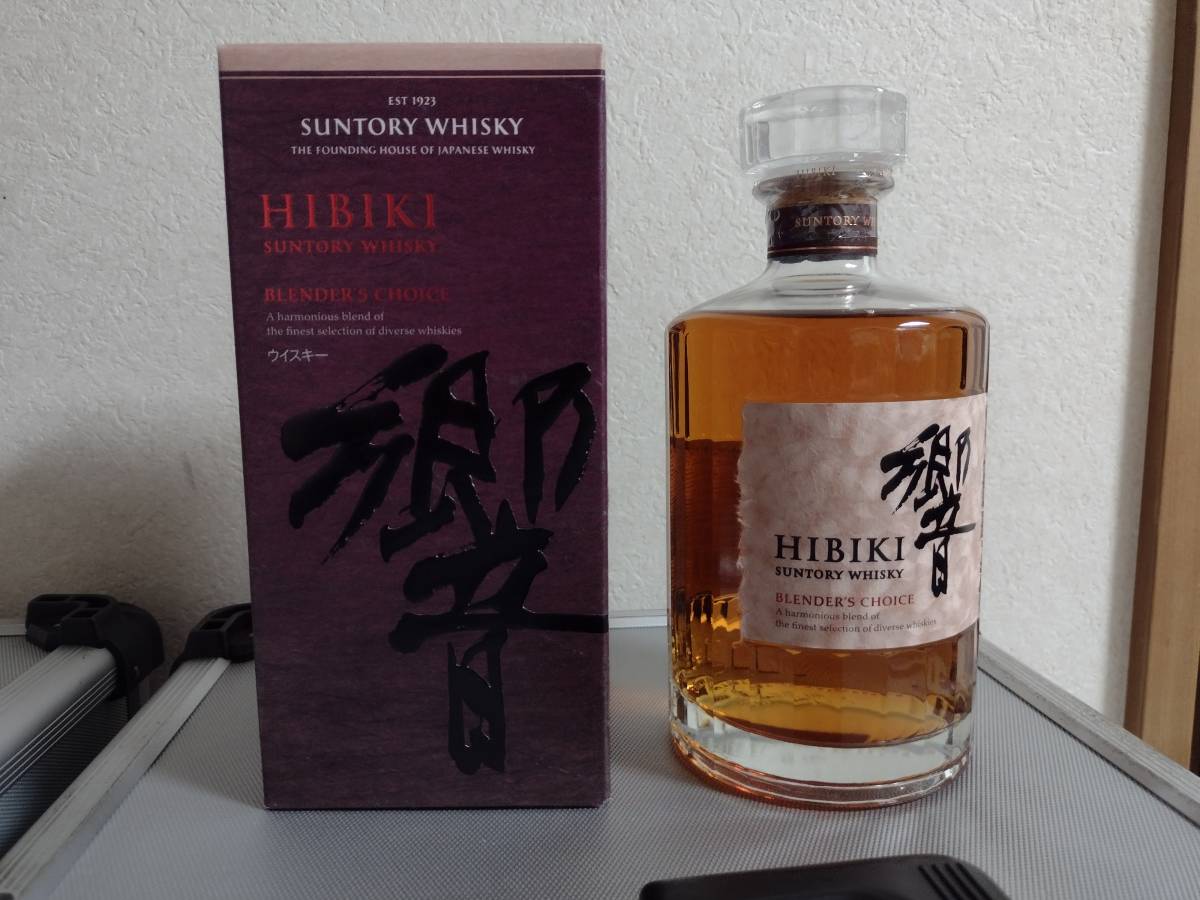 EST 1923
SUNTORY WHISKY
THE FOUNDING HOUSE OF JAPANESE WHISKY
HIBIKI
SUNTORY WHISKY
BLENDER'S CHOICE
A harmonious blend of
the finest selection of diverse whiskies
ウイスキー
響
HIBIKI
SUNTORY W
響
HIBIKI
SUNTORY WHISKY
BLENDER'S CHOICE
A harmonious blend of
the finest selection of diverse whiskies